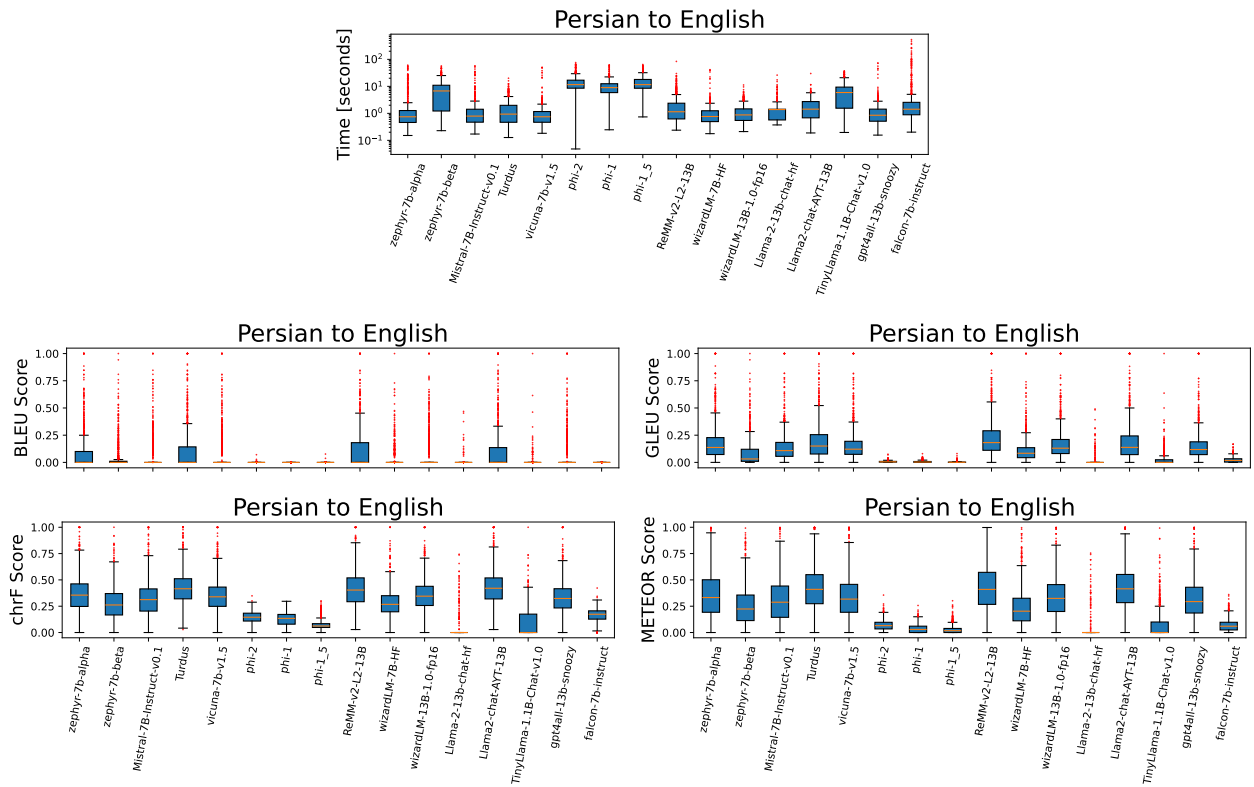 Persian to English
Time [seconds]
10²
10¹
10⁰
10⁻¹
zephyr-7b-alpha
zephyr-7b-beta
Mistral-7B-Instruct-v0.1
Turdus
vicuna-7b-v1.5
phi-2
phi-1
phi-1_5
ReMM-v2-L2-13B
wizardLM-7B-HF
wizardLM-13B-1.0-fp16
Llama-2-13b-chat-hf
Llama2-chat-AYT-13B
TinyLlama-1.1B-Chat-v1.0
gpt4all-13b-snoozy
falcon-7b-instruct
Persian to English
BLEU Score
1.00
0.75
0.50
0.25
0.00
Persian to English
GLEU Score
1.00
0.75
0.50
0.25
0.00
Persian to English
chrF Score
1.00
0.75
0.50
0.25
0.00
zephyr-7b-alpha
zephyr-7b-beta
Mistral-7B-Instruct-v0.1
Turdus
vicuna-7b-v1.5
phi-2
phi-1
phi-1_5
ReMM-v2-L2-13B
wizardLM-7B-HF
wizardLM-13B-1.0-fp16
Llama-2-13b-chat-hf
Llama2-chat-AYT-13B
TinyLlama-1.1B-Chat-v1.0
gpt4all-13b-snoozy
falcon-7b-instruct
Persian to English
METEOR Score
1.00
0.75
0.50
0.25
0.00
zephyr-7b-alpha
zephyr-7b-beta
Mistral-7B-Instruct-v0.1
Turdus
vicuna-7b-v1.5
phi-2
phi-1
phi-1_5
ReMM-v2-L2-13B
wizardLM-7B-HF
wizardLM-13B-1.0-fp16
Llama-2-13b-chat-hf
Llama2-chat-AYT-13B
TinyLlama-1.1B-Chat-v1.0
gpt4all-13b-snoozy
falcon-7b-instruct